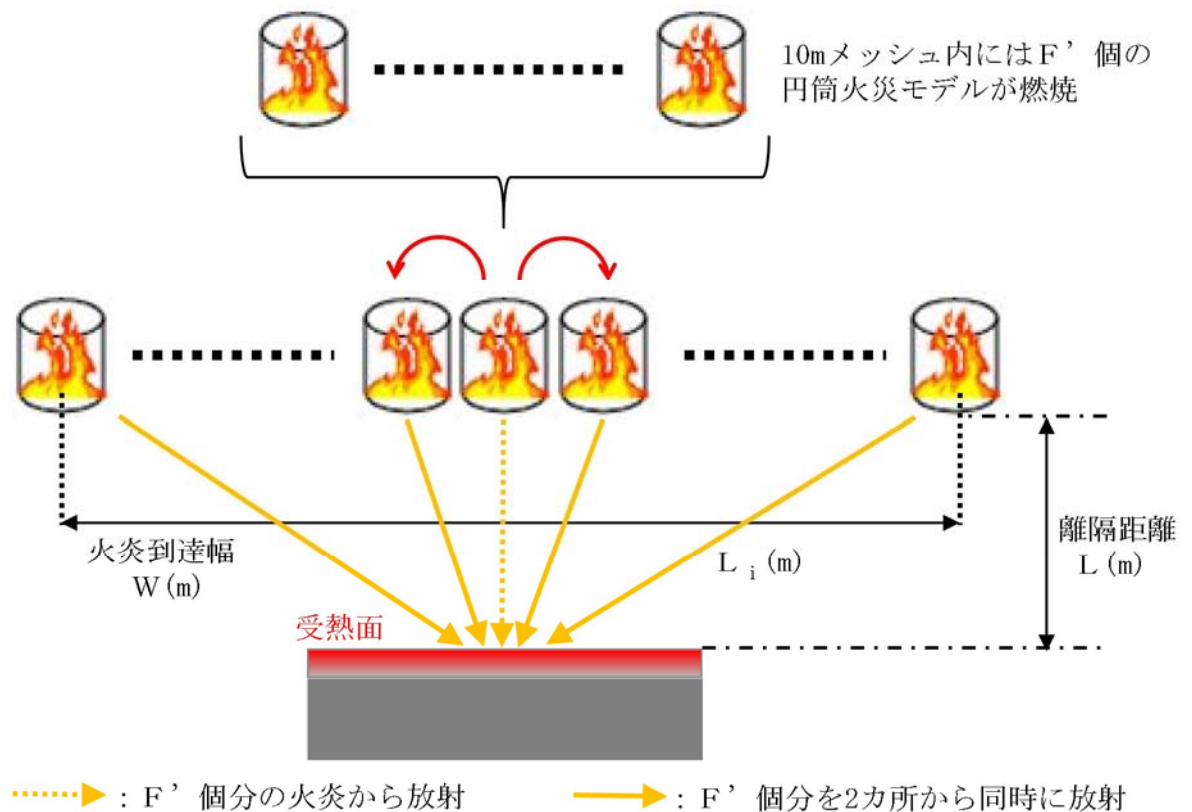 10mメッシュ内にはF’個の
円筒火災モデルが燃焼
火炎到達幅
W(m)
Li(m)
離隔距離
L(m)
受熱面
：F’個分の火炎から放射
：F’個分を2カ所から同時に放射